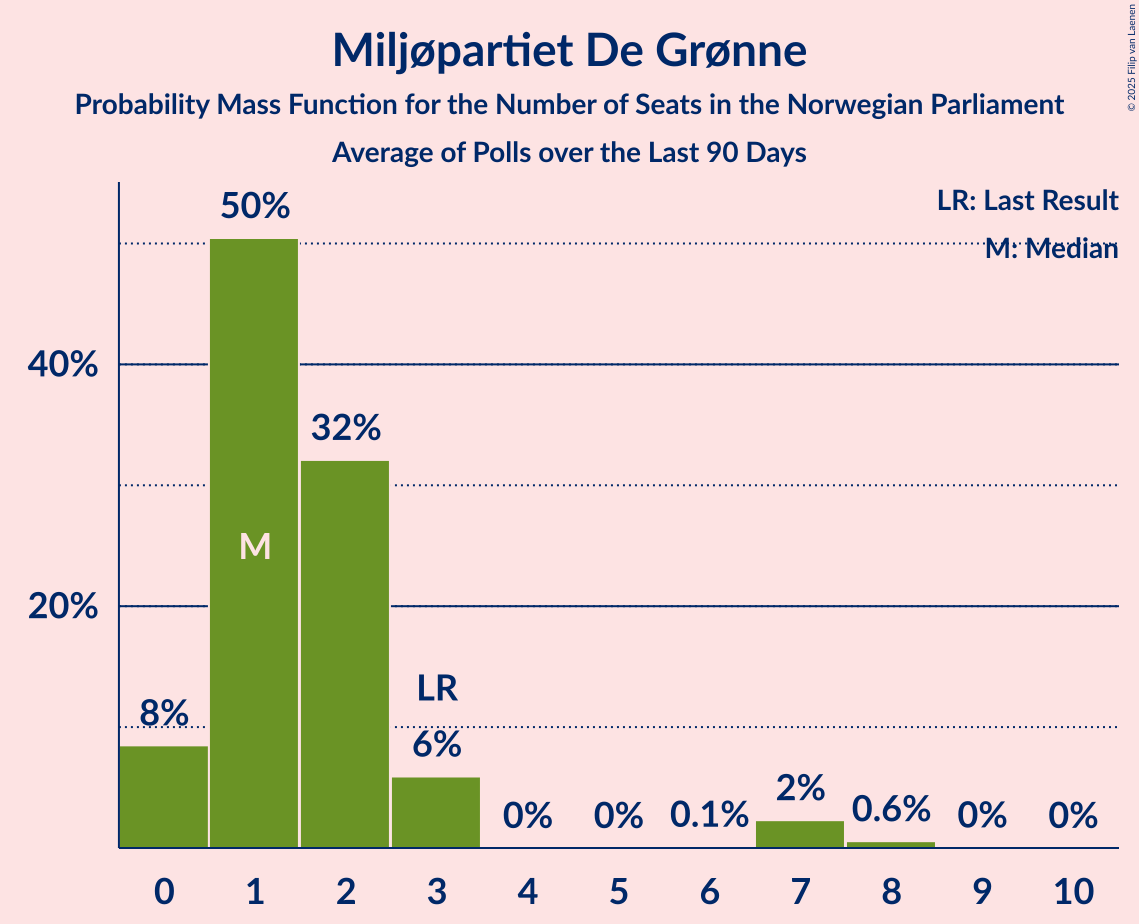 Miljøpartiet De Grønne
Probability Mass Function for the Number of Seats in the Norwegian Parliament
Average of Polls over the Last 90 Days
© 2025 Filip van Laenen
LR: Last Result
M: Median
50%
40%
32%
M
20%
LR
8%
6%
0%
0%
0.1%
2%
0.6%
0%
0%
0 1 2 3 4 5 6 7 8 9 10